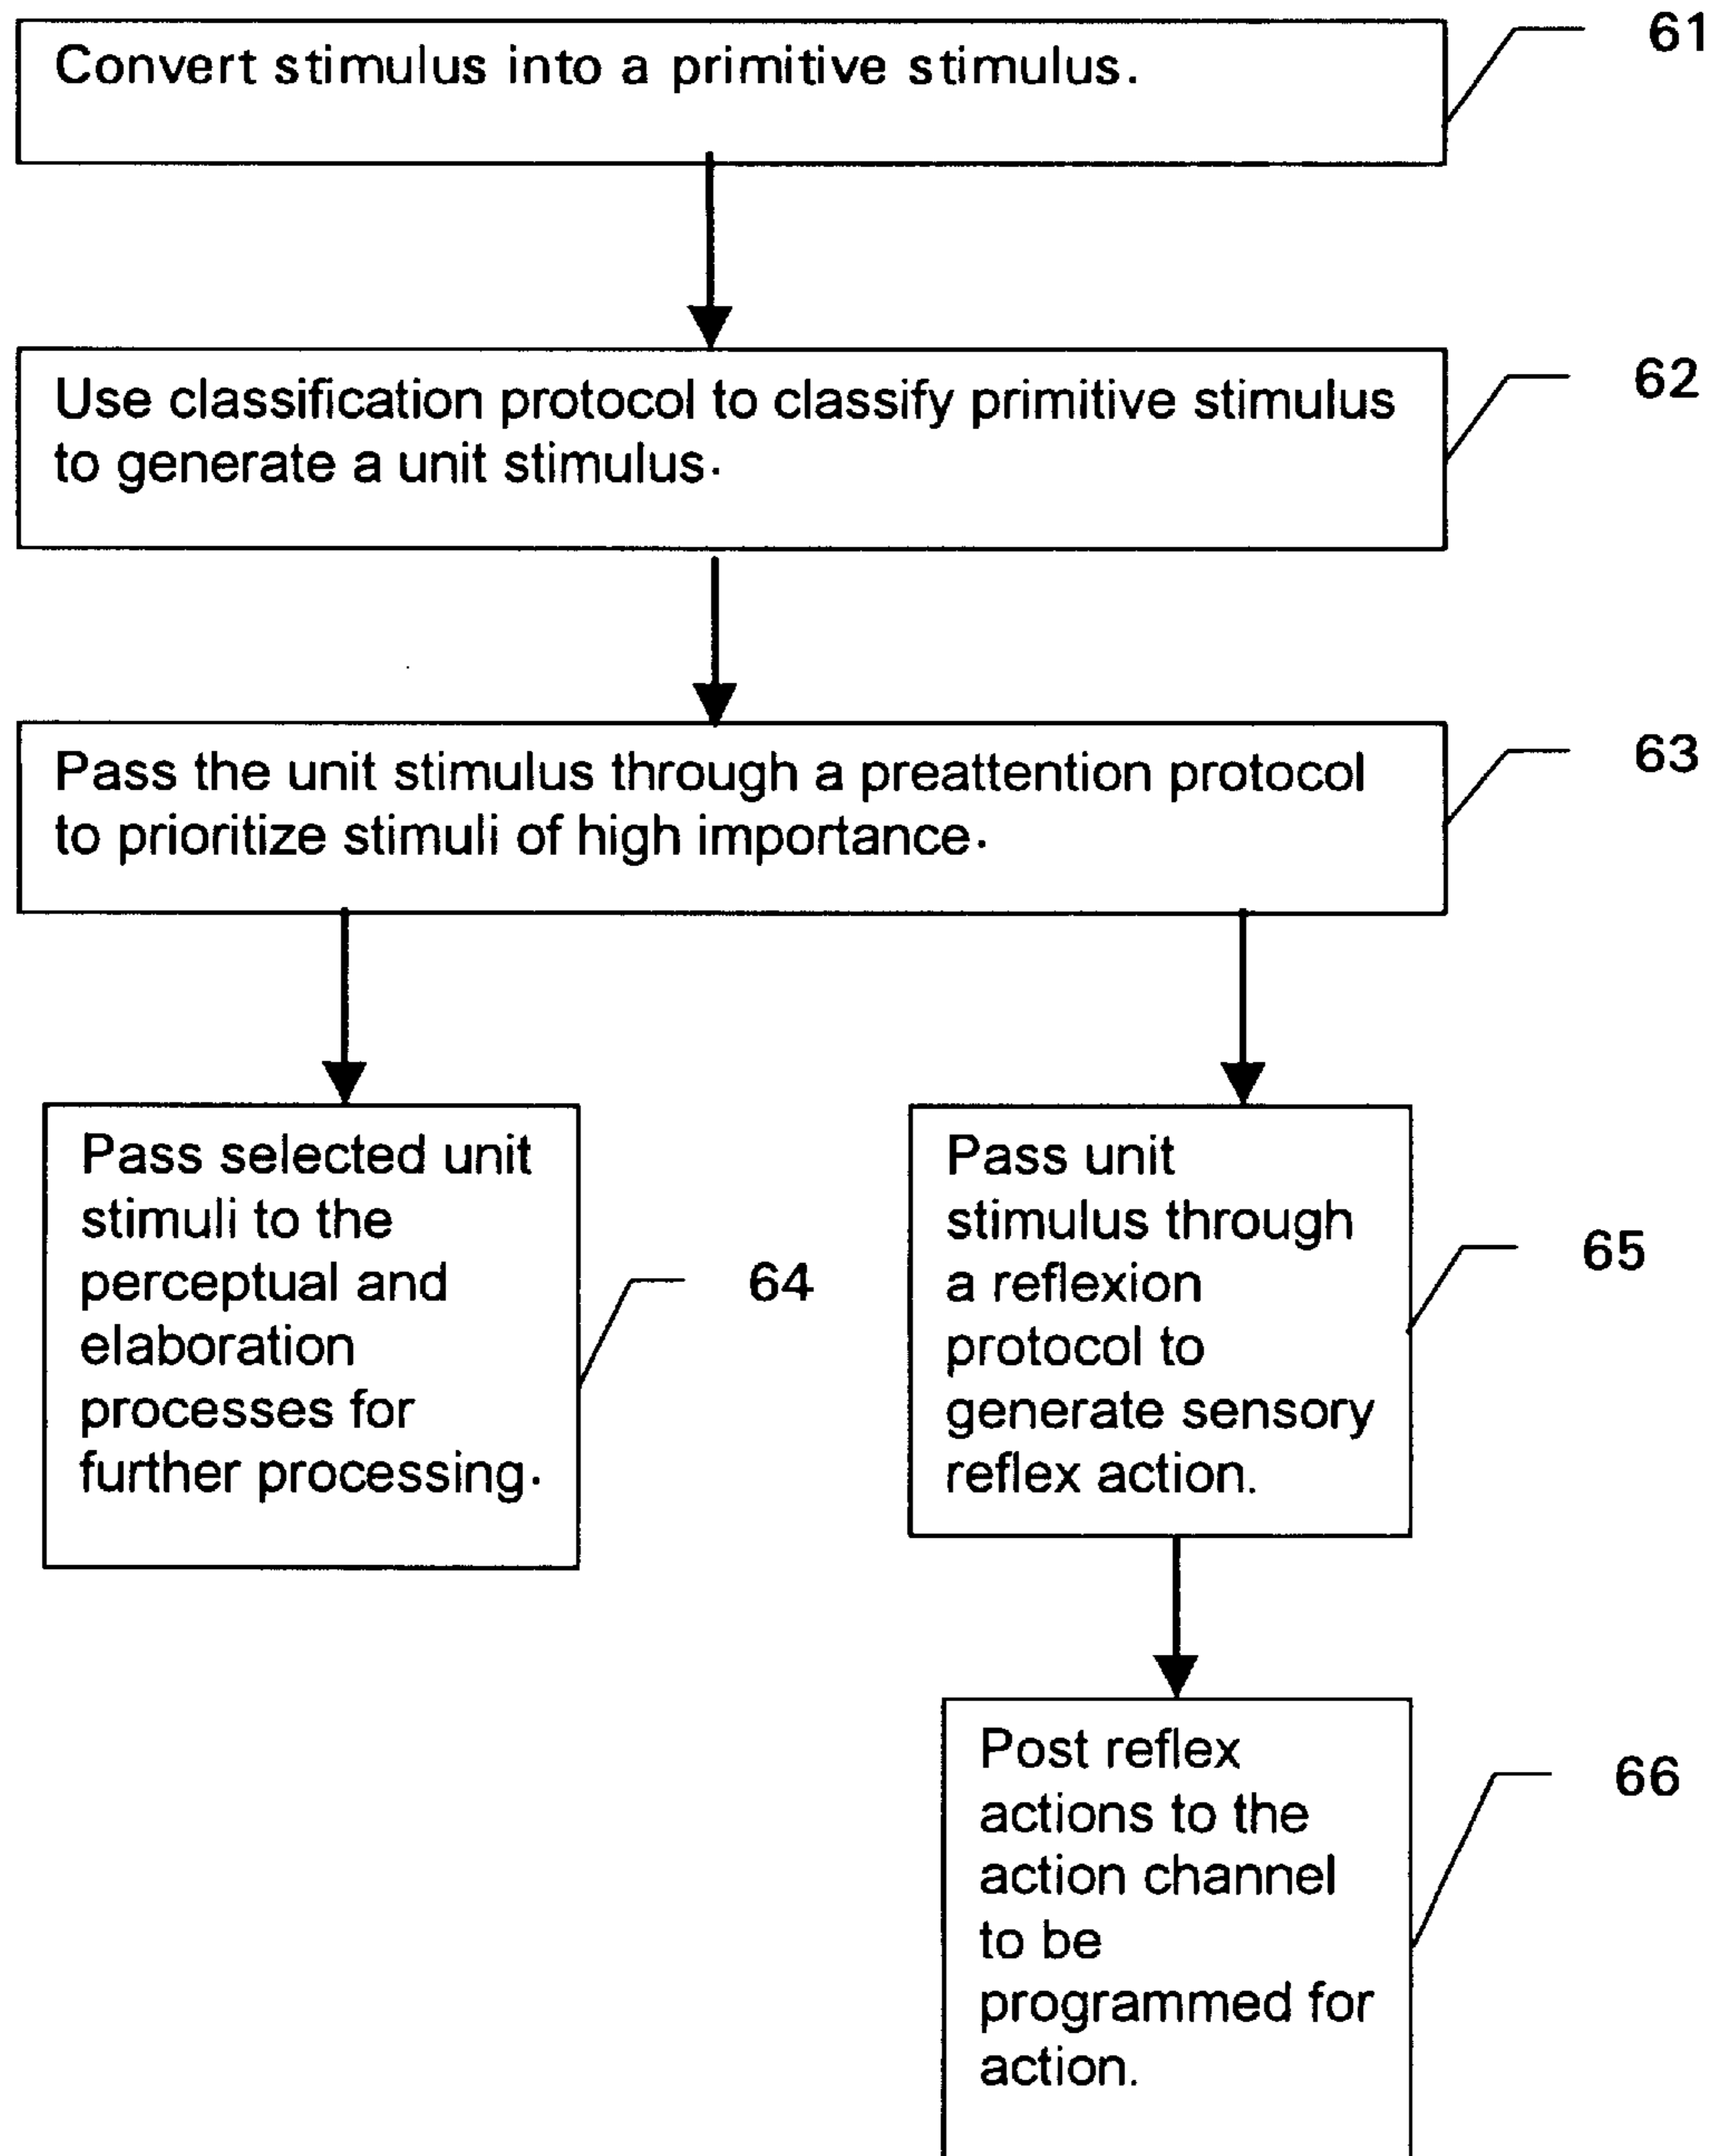 Convert stimulus into a primitive stimulus.
61
Use classification protocol to classify primitive stimulus
to generate a unit stimulus.
62
Pass the unit stimulus through a preattention protocol
to prioritize stimuli of high importance.
63
Pass selected unit
stimuli to the
perceptual and
elaboration
processes for
further processing.
64
Pass unit
stimulus through
a reflexion
protocol to
generate sensory
reflex action.
65
Post reflex
actions to the
action channel
to be
programmed for
action.
66